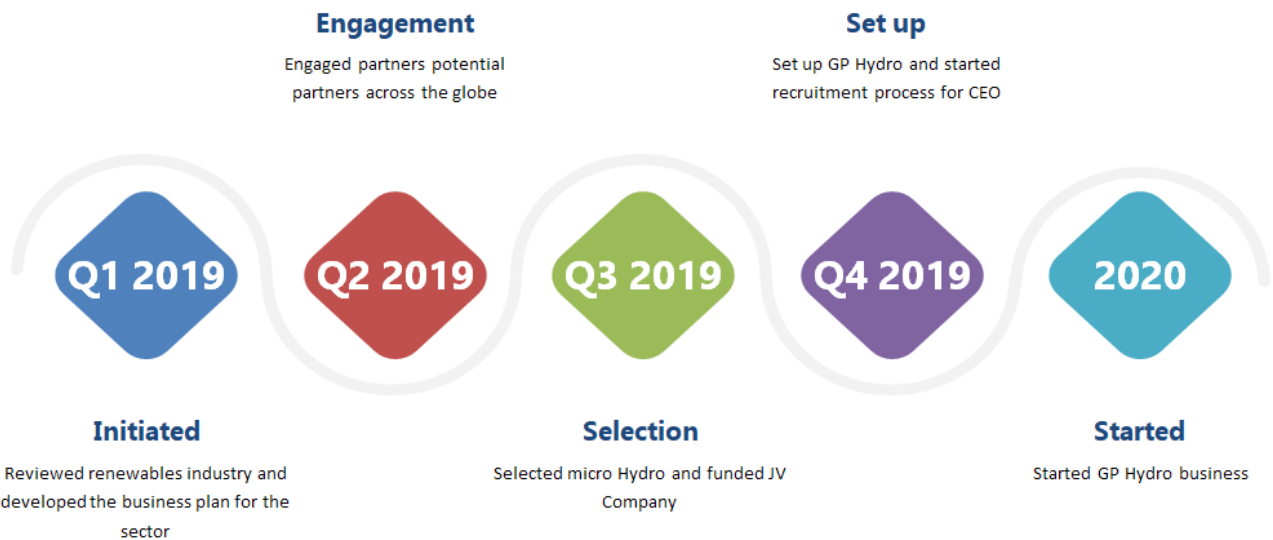 Engagement
Engaged partners potential
partners across the globe
Set up
Set up GP Hydro and started
recruitment process for CEO
Q1 2019
Q2 2019
Q3 2019
Q4 2019
2020
Initiated
Reviewed renewables industry and
developed the business plan for the
sector
Selection
Selected micro Hydro and funded JV
Company
Started
Started GP Hydro business